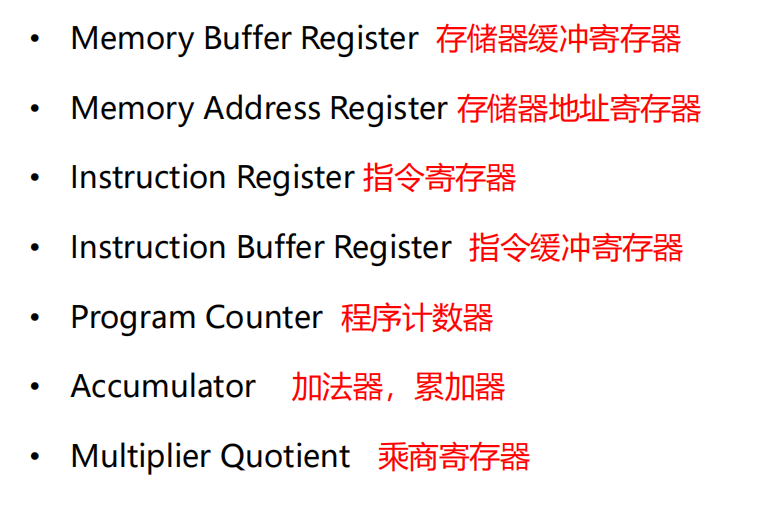 • Memory Buffer Register 存储器缓冲寄存器
• Memory Address Register 存储器地址寄存器
• Instruction Register 指令寄存器
• Instruction Buffer Register 指令缓冲寄存器
• Program Counter 程序计数器
• Accumulator 加法器，累加器
• Multiplier Quotient 乘商寄存器